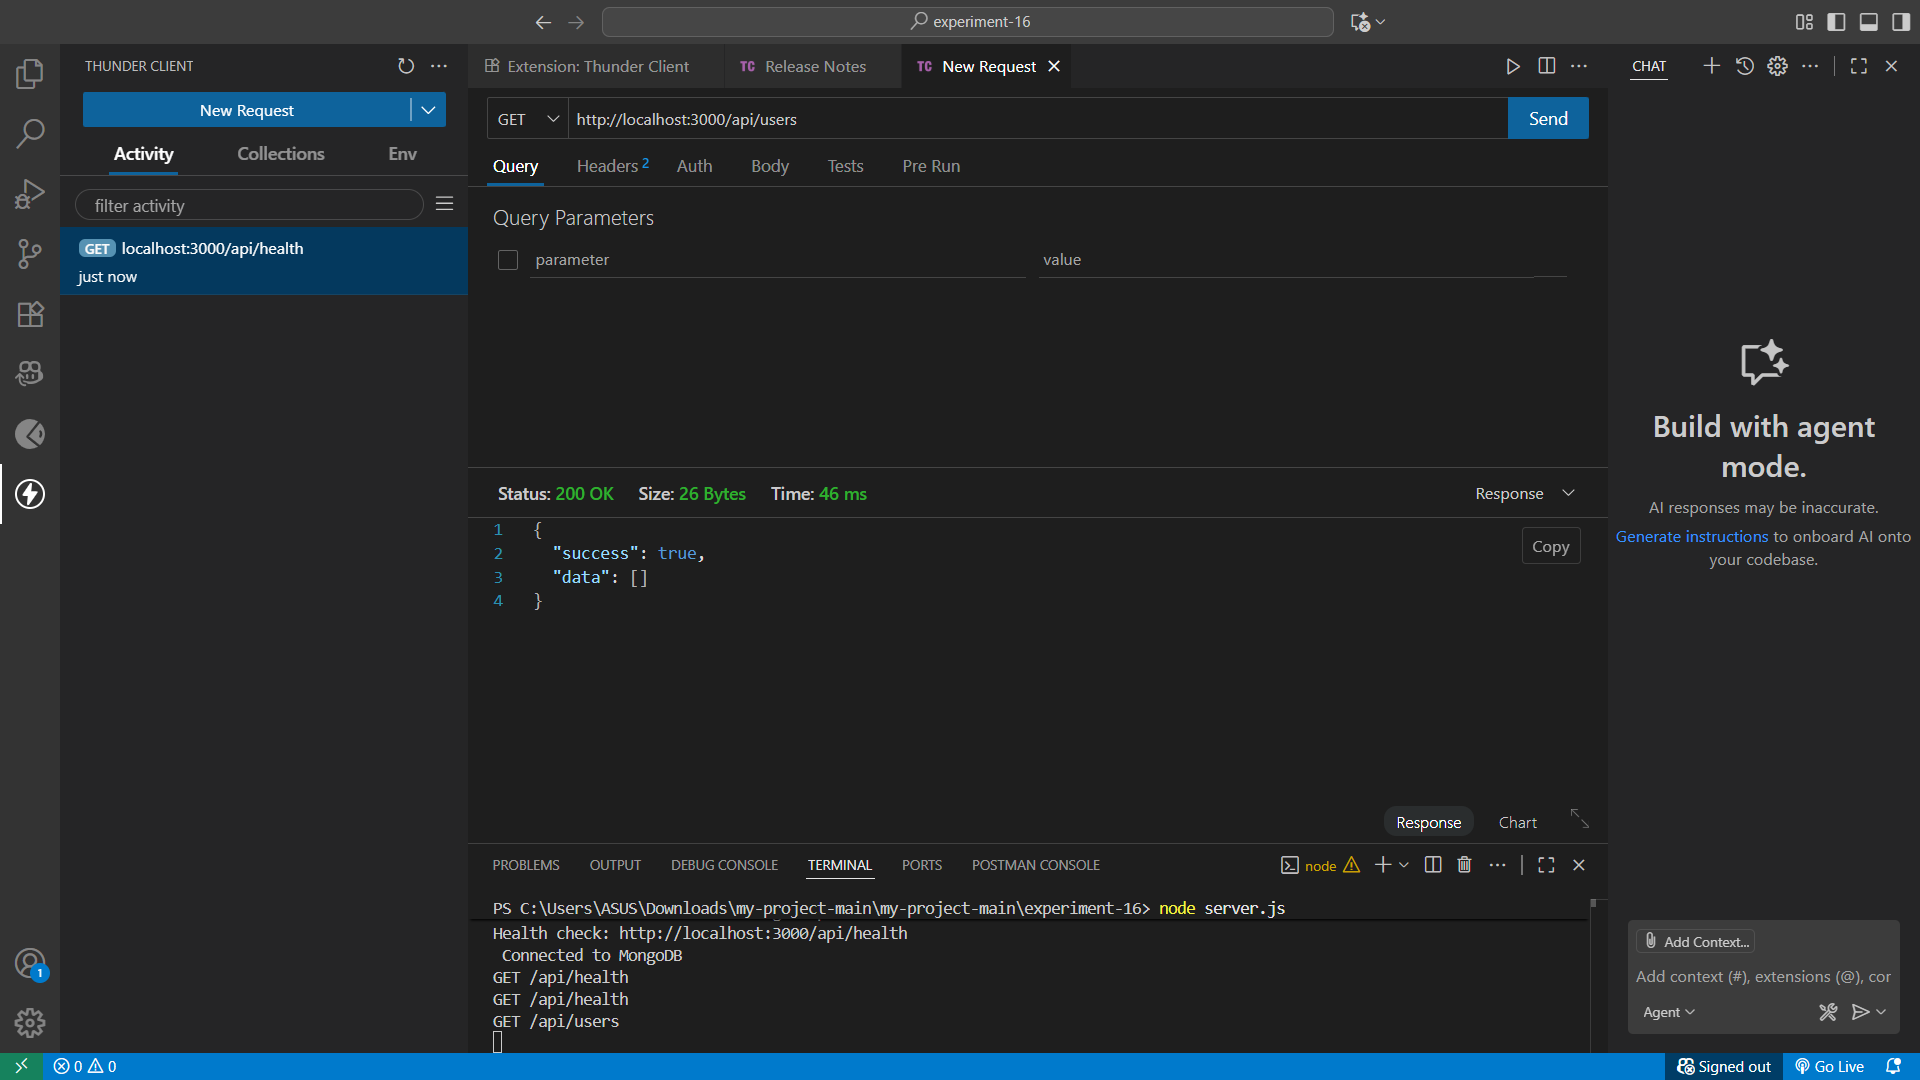 experiment-16
THUNDER CLIENT
New Request
Activity
Collections
Env
filter activity
GET localhost:3000/api/health
just now
Extension: Thunder Client
TC Release Notes
TC New Request
GET
http://localhost:3000/api/users
Send
Query
Headers 2
Auth
Body
Tests
Pre Run
Query Parameters
parameter
value
Status: 200 OK
Size: 26 Bytes
Time: 46 ms
Response
1 {
2 "success": true,
3 "data": []
4 }
Copy
Response
Chart
PROBLEMS
OUTPUT
DEBUG CONSOLE
TERMINAL
PORTS
POSTMAN CONSOLE
node
PS C:\Users\ASUS\Downloads\my-project-main\my-project-main\experiment-16> node server.js
Health check: http://localhost:3000/api/health
Connected to MongoDB
GET /api/health
GET /api/health
GET /api/users
CHAT
Build with agent
mode.
AI responses may be inaccurate.
Generate instructions to onboard AI onto
your codebase.
Add Context...
Add context (#), extensions (@), cor
Agent
1
0
0
Signed out
Go Live